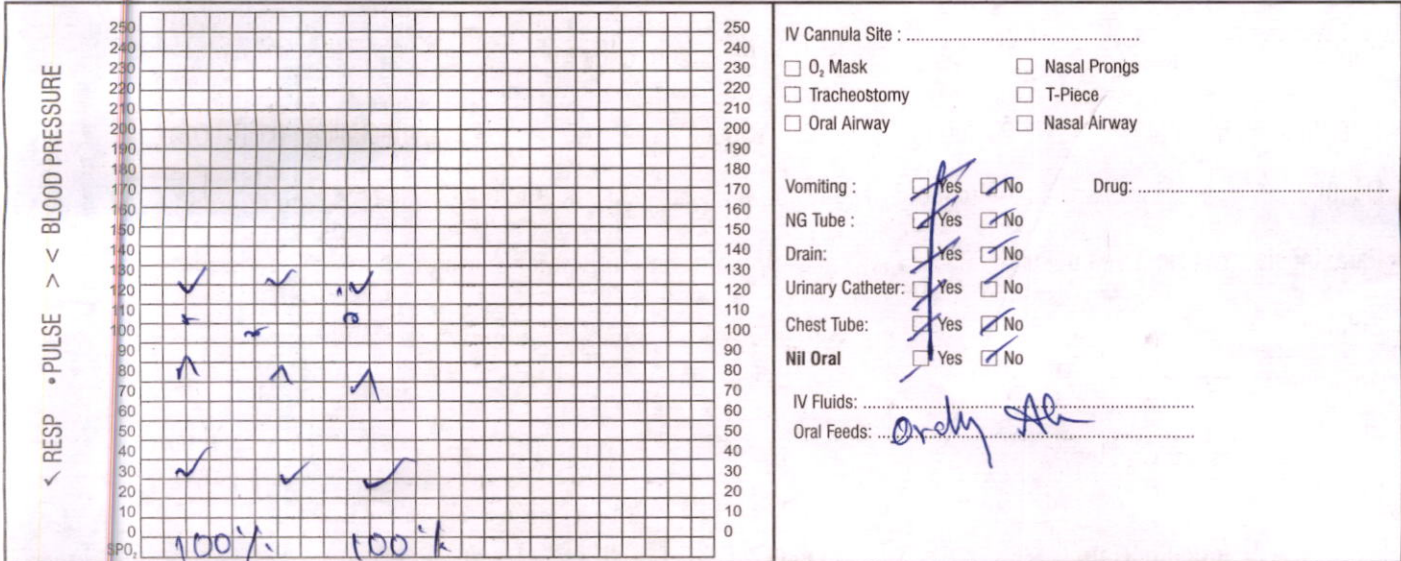 250 250
240 240
230 230
220 220
210 210
200 200
190 190
180 180
170 170
160 160
150 150
140 140
130 130
120 120
110 110
100 100
90 90
80 80
70 70
60 60
50 50
40 40
30 30
20 20
10 10
0 0
SPO₂ 100% 100%
✓ RESP • PULSE > < BLOOD PRESSURE
IV Cannula Site :
☐ O₂ Mask ☐ Nasal Prongs
☐ Tracheostomy ☐ T-Piece
☐ Oral Airway ☐ Nasal Airway
Vomiting : Yes No Drug:
NG Tube : Yes No
Drain: Yes No
Urinary Catheter: Yes No
Chest Tube: Yes No
Nil Oral Yes No
IV Fluids:
Oral Feeds: